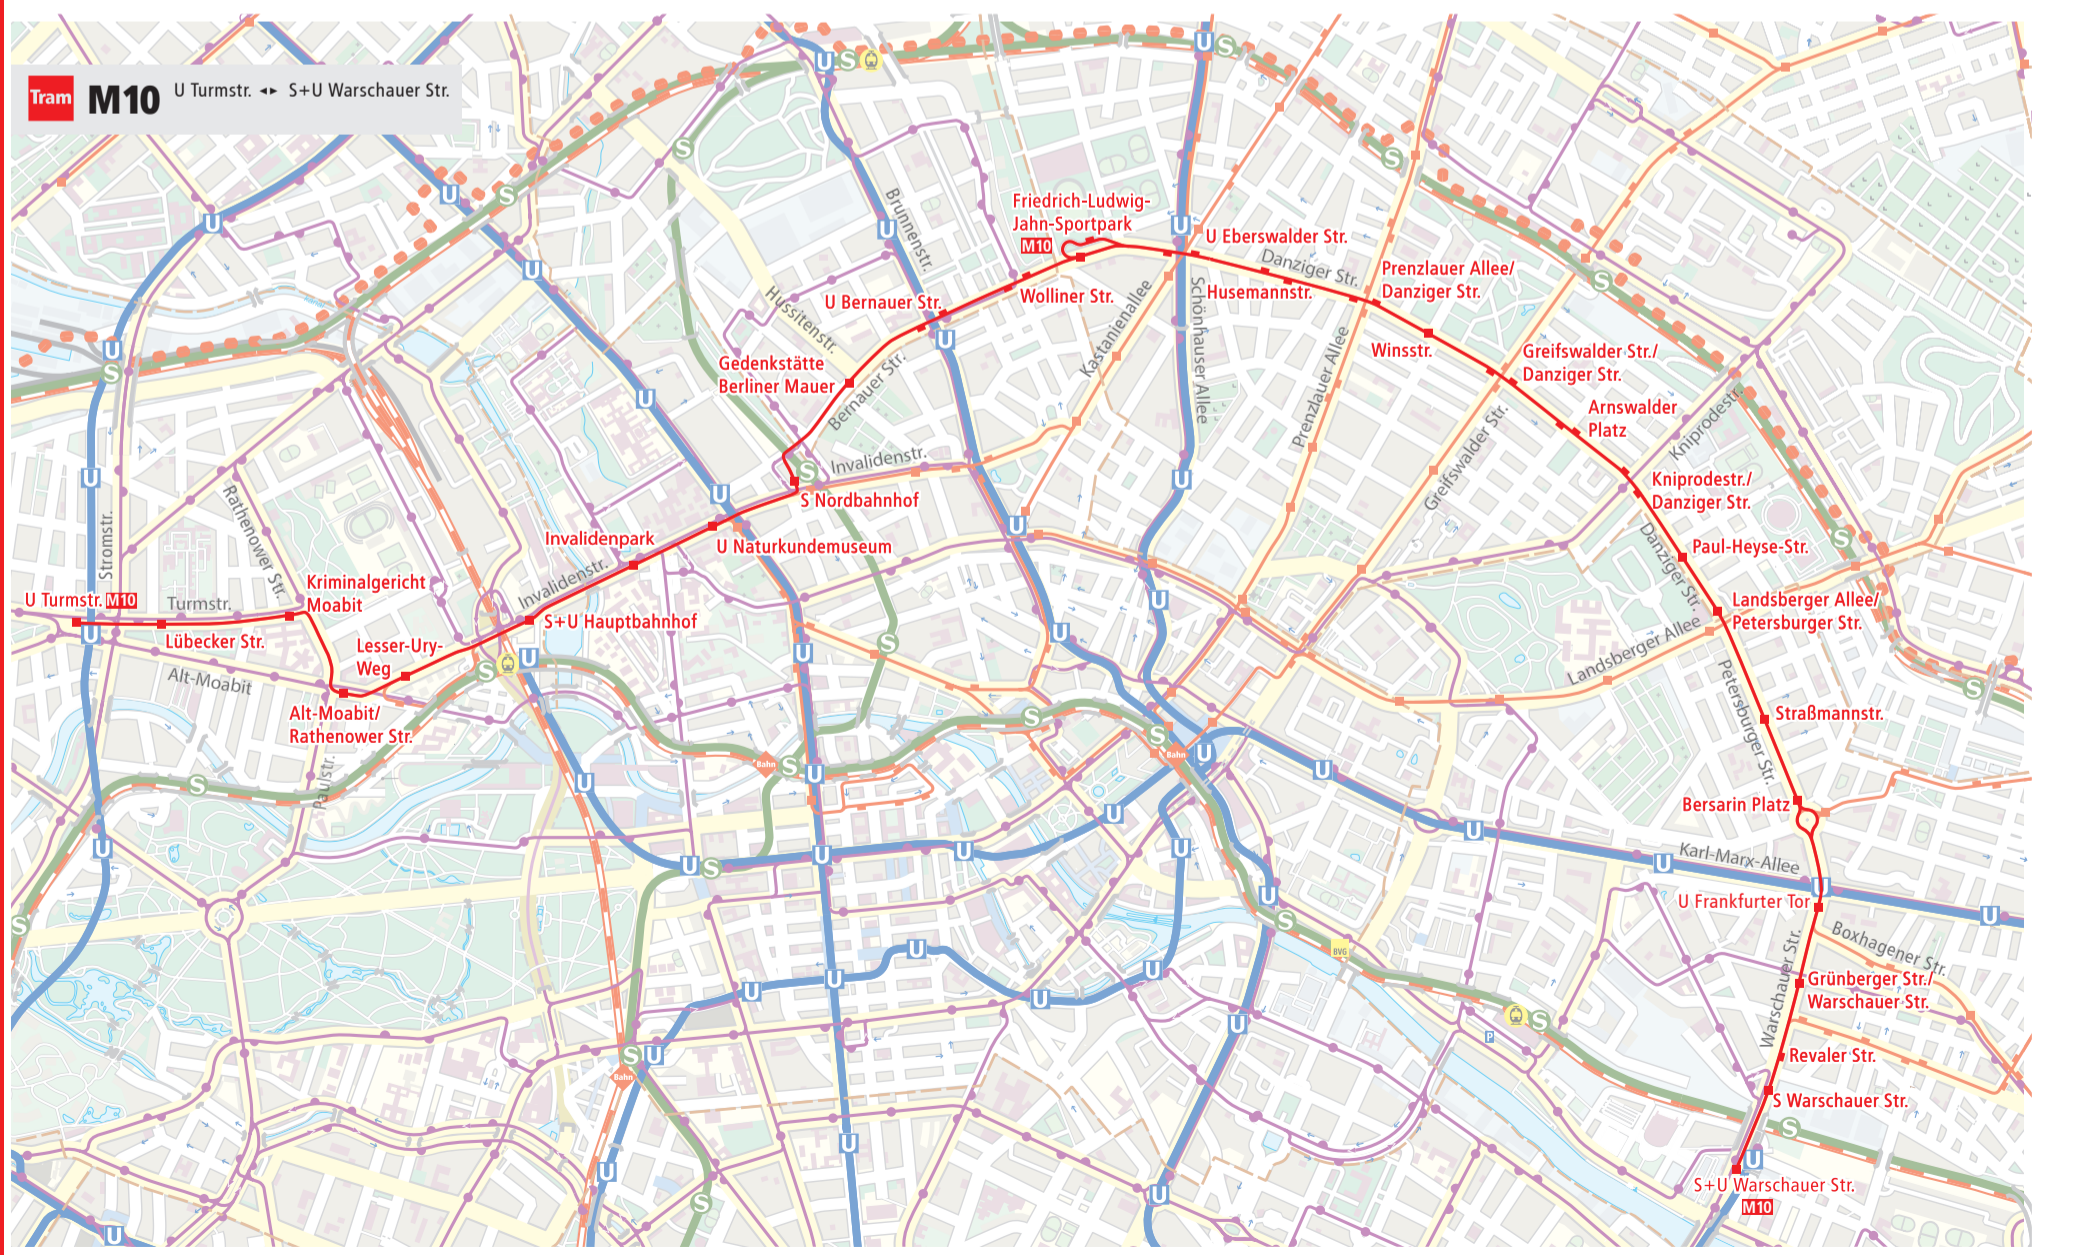 Tram M10 U Turmstr. ◄► S+U Warschauer Str.
Friedrich-Ludwig-
Jahn-Sportpark
M10
U Eberswalder Str.
Danziger Str.
Prenzlauer Allee/
Danziger Str.
Husemannstr.
Wolliner Str.
U Bernauer Str.
Brunnenstr.
Hussitenstr.
Kastanienallee
Schönhauser Allee
Prenzlauer Allee
Winsstr.
Greifswalder Str./
Danziger Str.
Greifswalder Str.
Arnswalder
Platz
Kniprodestr.
Kniprodestr./
Danziger Str.
Gedenkstätte
Berliner Mauer
Bernauer Str.
Invalidenstr.
S Nordbahnhof
U Naturkundemuseum
Invalidenpark
Invalidenstr.
S+U Hauptbahnhof
Rathenower Str.
Stromstr.
Kriminalgericht
Moabit
U Turmstr. M10
Turmstr.
Lübecker Str.
Lesser-Ury-
Weg
Alt-Moabit
Alt-Moabit/
Rathenower Str.
Paulstr.
Paul-Heyse-Str.
Danziger Str.
Landsberger Allee/
Petersburger Str.
Landsberger Allee
Petersburger Str.
Straßmannstr.
Bersarin Platz
Karl-Marx-Allee
U Frankfurter Tor
Boxhagener Str.
Warschauer Str.
Grünberger Str./
Warschauer Str.
Revaler Str.
S Warschauer Str.
S+U Warschauer Str.
M10
Bahn
Bahn
Bahn
BVG
P